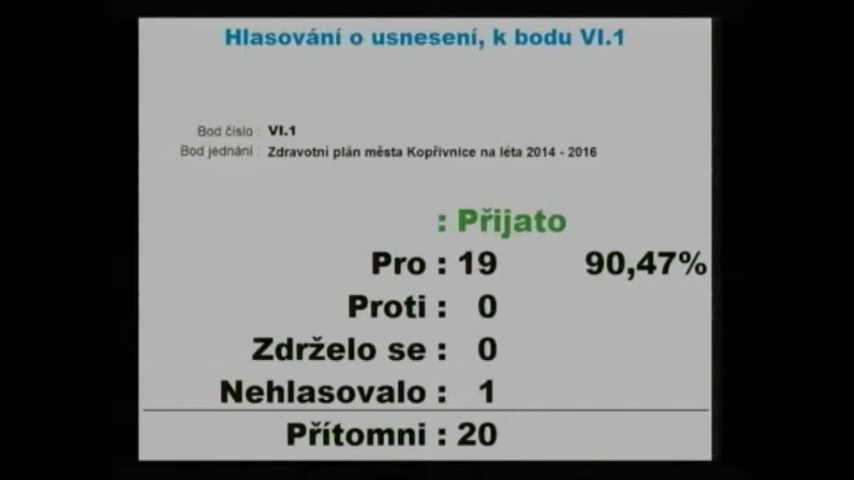 Hlasování o usnesení, k bodu VI.1
Bod číslo : VI.1
Bod jednání : Zdravotní plán města Kopřivnice na léta 2014 - 2016
: Přijato
Pro : 19 90,47%
Proti : 0
Zdrželo se : 0
Nehlasovalo : 1
Přítomni : 20